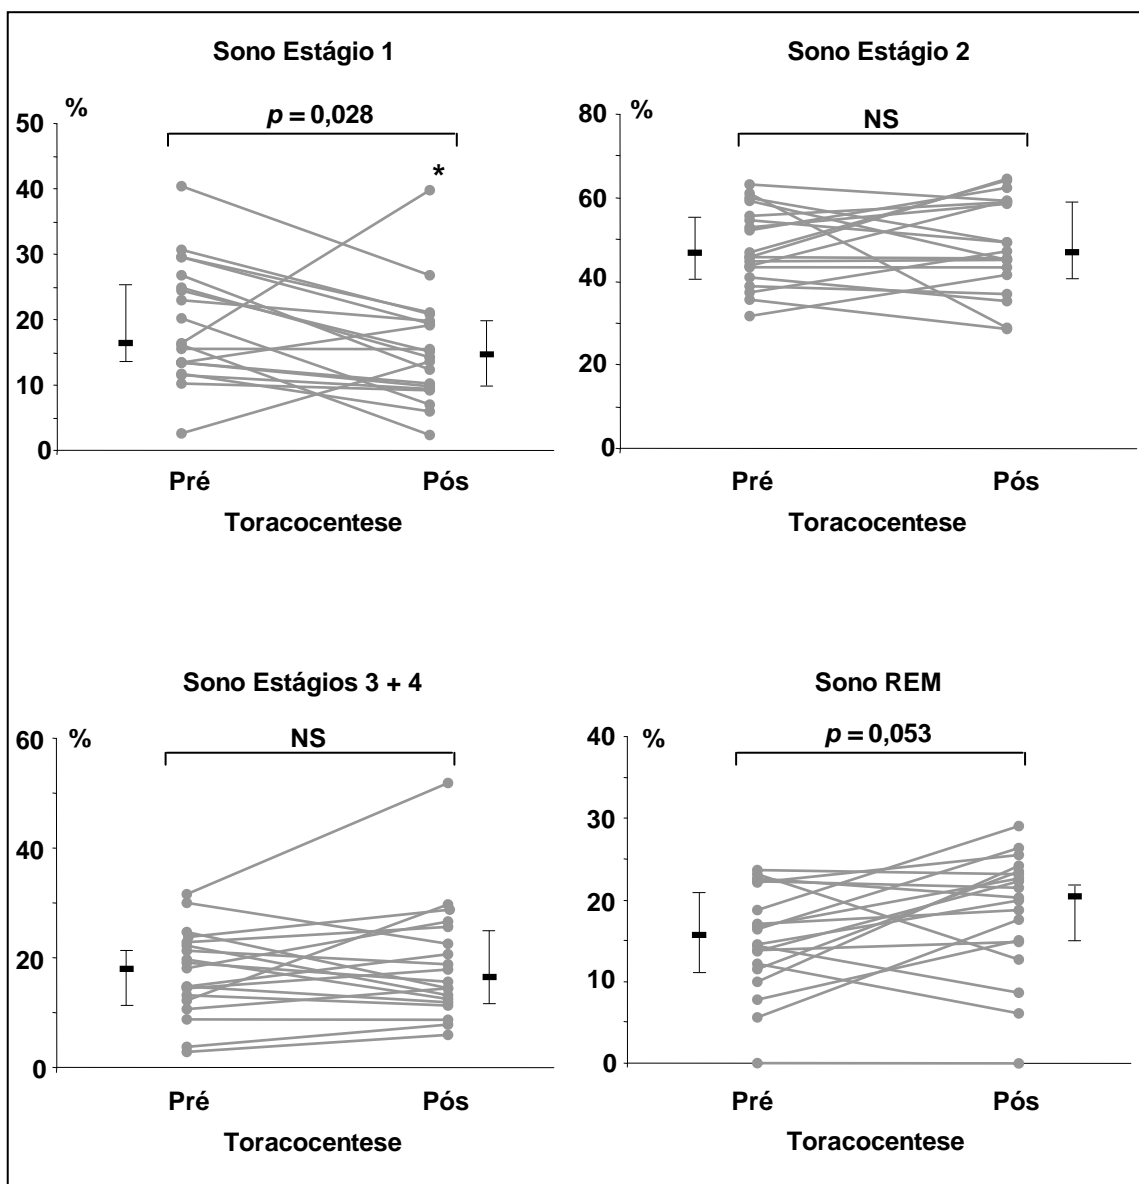 Sono Estágio 1
%
p = 0,028
*
50
40
30
20
10
0
Pré
Pós
Toracocentese
Sono Estágio 2
%
NS
80
60
40
20
0
Pré
Pós
Toracocentese
Sono Estágios 3 + 4
%
NS
60
40
20
0
Pré
Pós
Toracocentese
Sono REM
%
p = 0,053
40
30
20
10
0
Pré
Pós
Toracocentese